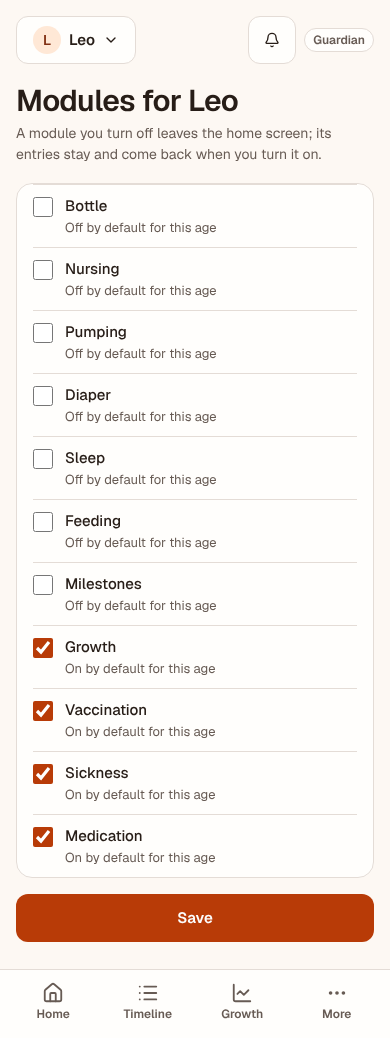 L Leo
Guardian
Modules for Leo
A module you turn off leaves the home screen; its
entries stay and come back when you turn it on.
Bottle
Off by default for this age
Nursing
Off by default for this age
Pumping
Off by default for this age
Diaper
Off by default for this age
Sleep
Off by default for this age
Feeding
Off by default for this age
Milestones
Off by default for this age
Growth
On by default for this age
Vaccination
On by default for this age
Sickness
On by default for this age
Medication
On by default for this age
Save
Home
Timeline
Growth
More